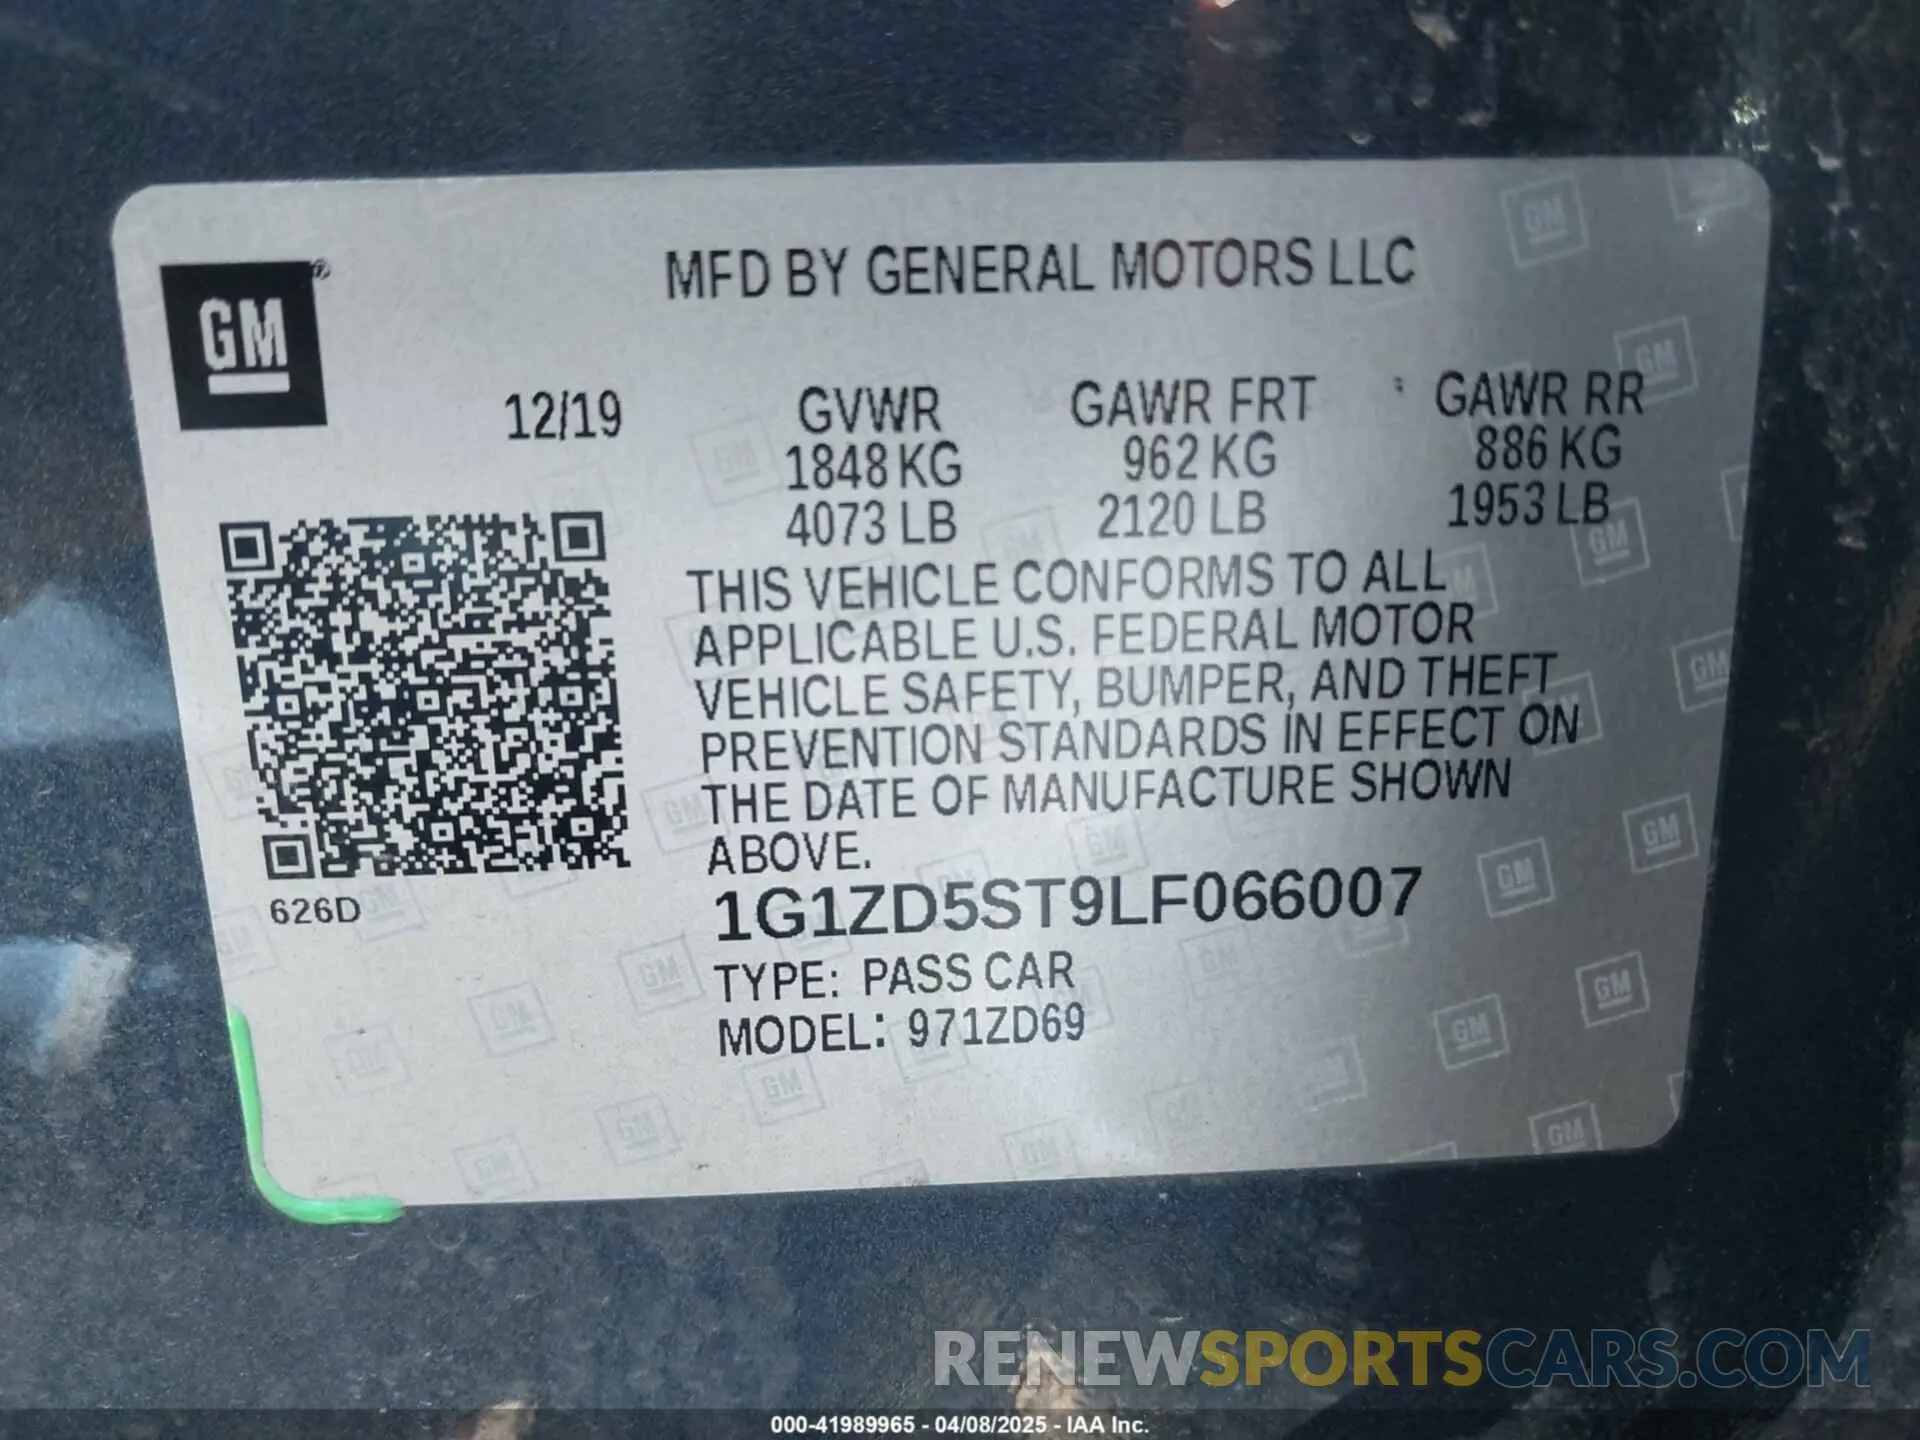 MFD BY GENERAL MOTORS LLC
GM ®
12/19 GVWR GAWR FRT GAWR RR
1848 KG 962 KG 886 KG
4073 LB 2120 LB 1953 LB
THIS VEHICLE CONFORMS TO ALL
APPLICABLE U.S. FEDERAL MOTOR
VEHICLE SAFETY, BUMPER, AND THEFT
PREVENTION STANDARDS IN EFFECT ON
THE DATE OF MANUFACTURE SHOWN
ABOVE.
626D
1G1ZD5ST9LF066007
TYPE: PASS CAR
MODEL: 971ZD69
RENEWSPORTSCARS.COM
000-41989965 - 04/08/2025 - IAA Inc.